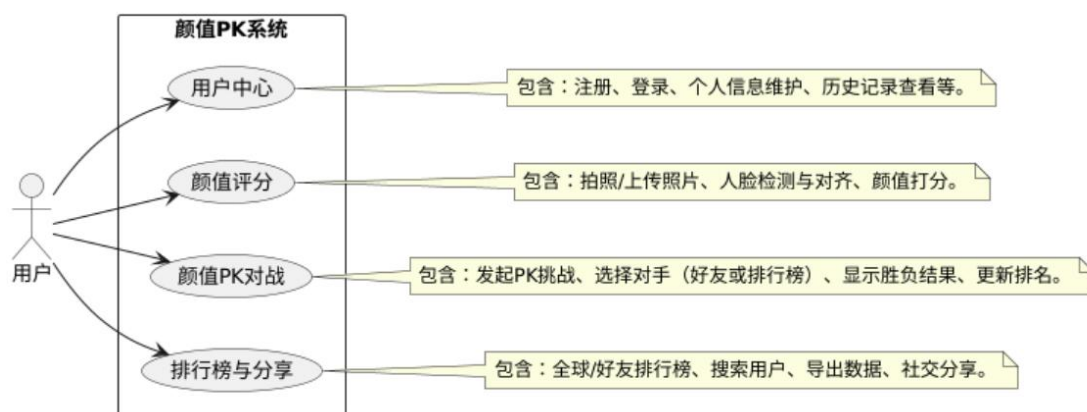 颜值PK系统
用户中心
包含：注册、登录、个人信息维护、历史记录查看等。
颜值评分
包含：拍照/上传照片、人脸检测与对齐、颜值打分。
用户
颜值PK对战
包含：发起PK挑战、选择对手（好友或排行榜）、显示胜负结果、更新排名。
排行榜与分享
包含：全球/好友排行榜、搜索用户、导出数据、社交分享。